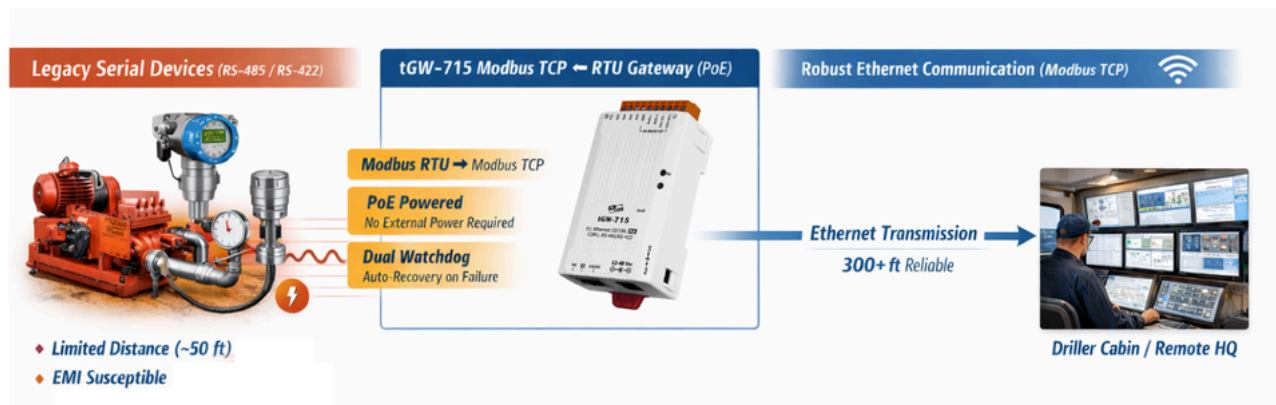 Legacy Serial Devices (RS-485 / RS-422)
tGW-715 Modbus TCP ← RTU Gateway (PoE)
Robust Ethernet Communication (Modbus TCP)
Modbus RTU → Modbus TCP
PoE Powered
No External Power Required
Dual Watchdog
Auto-Recovery on Failure
tGW-715
Ethernet Transmission
300+ ft Reliable
Limited Distance (~50 ft)
EMI Susceptible
Driller Cabin / Remote HQ